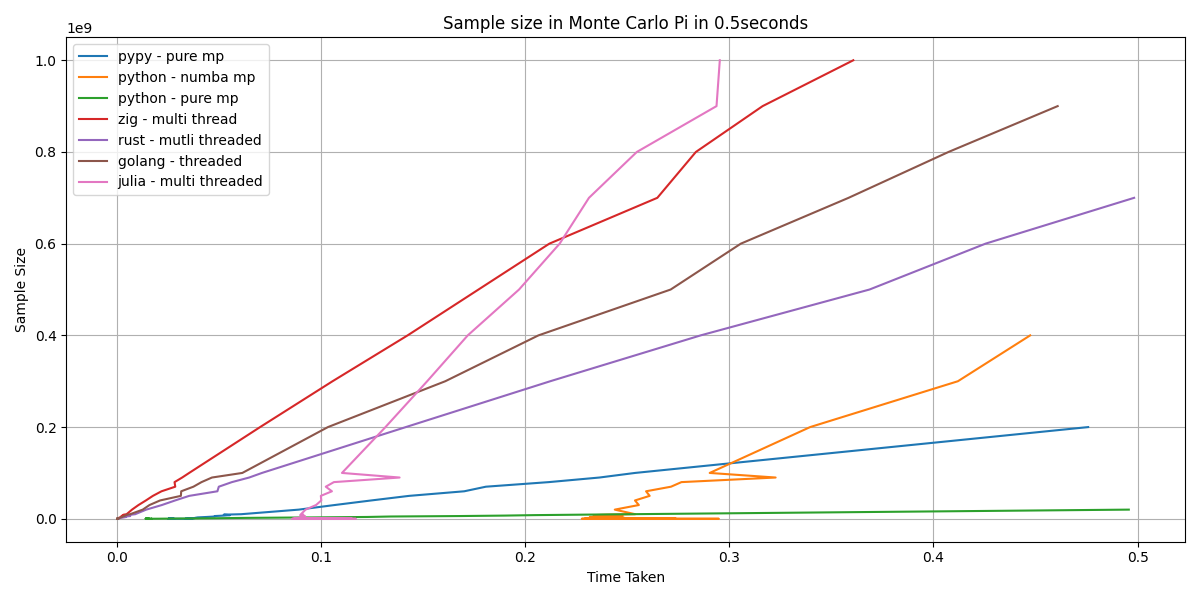 Sample size in Monte Carlo Pi in 0.5seconds
1e9
pypy - pure mp
python - numba mp
python - pure mp
zig - multi thread
rust - mutli threaded
golang - threaded
julia - multi threaded
1.0
0.8
0.6
0.4
0.2
0.0
Sample Size
0.0 0.1 0.2 0.3 0.4 0.5
Time Taken